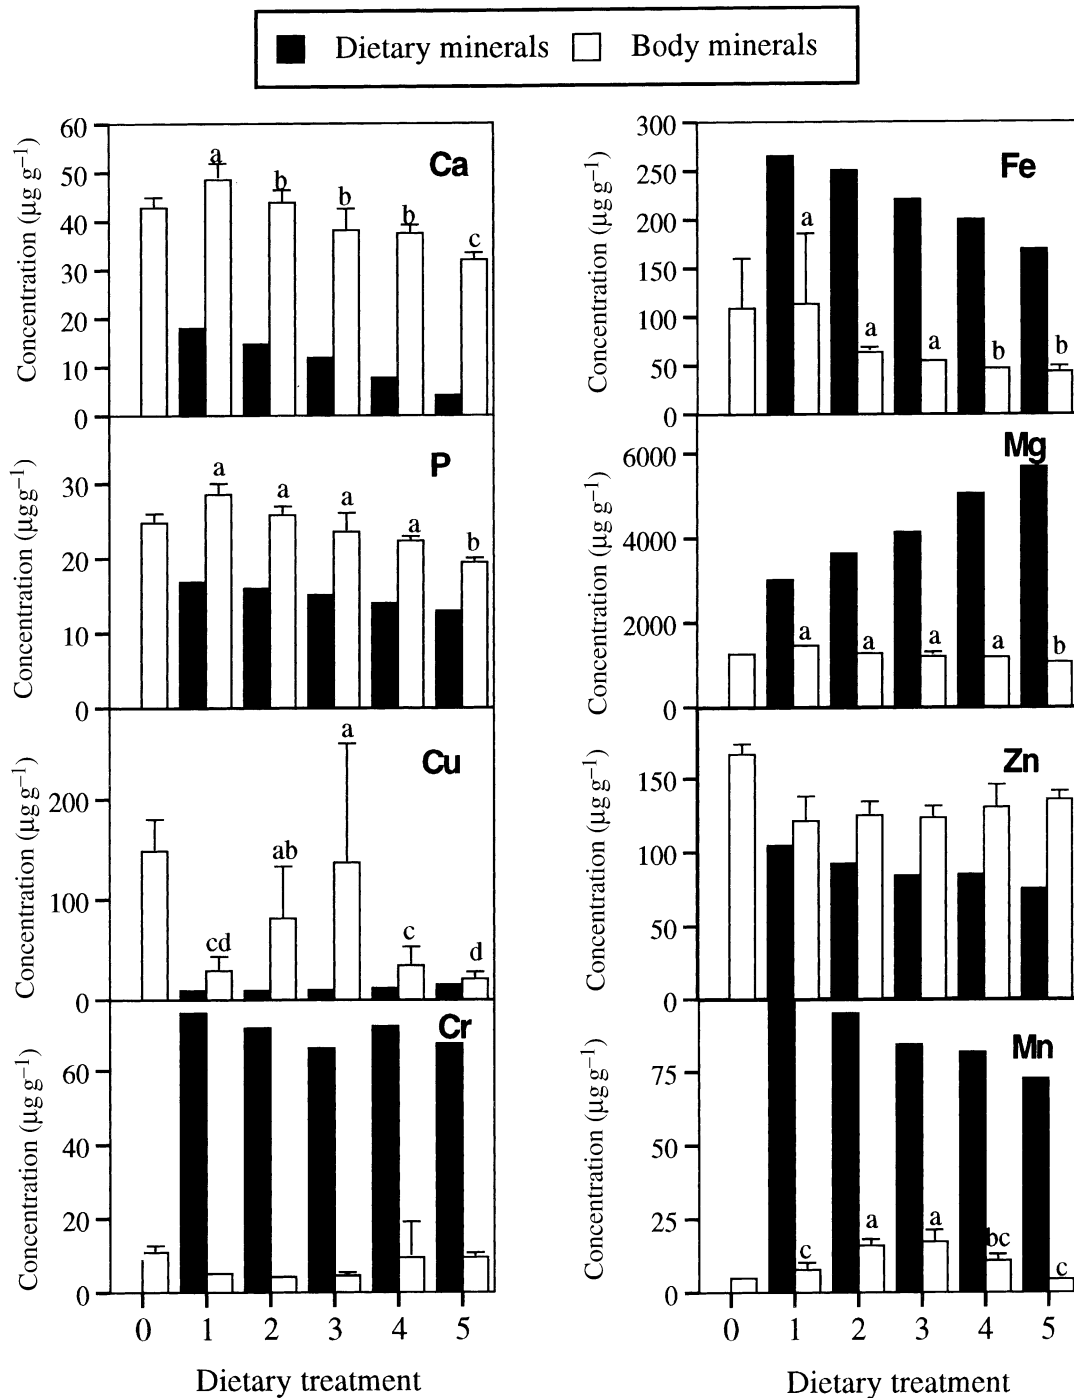 Dietary minerals Body minerals
60
50
40
30
20
10
0
Concentration (µg g⁻¹)
Ca
a
b
b
b
c
300
250
200
150
100
50
0
Concentration (µg g⁻¹)
Fe
a
a
a
b
b
30
20
10
0
Concentration (µg g⁻¹)
P
a
a
a
a
b
6000
4000
2000
0
Concentration (µg g⁻¹)
Mg
a
a
a
a
b
200
100
0
Concentration (µg g⁻¹)
Cu
cd
ab
a
c
d
150
100
50
0
Concentration (µg g⁻¹)
Zn
60
40
20
0
Concentration (µg g⁻¹)
Cr
0 1 2 3 4 5
Dietary treatment
75
50
25
0
Concentration (µg g⁻¹)
Mn
c
a
a
bc
c
0 1 2 3 4 5
Dietary treatment